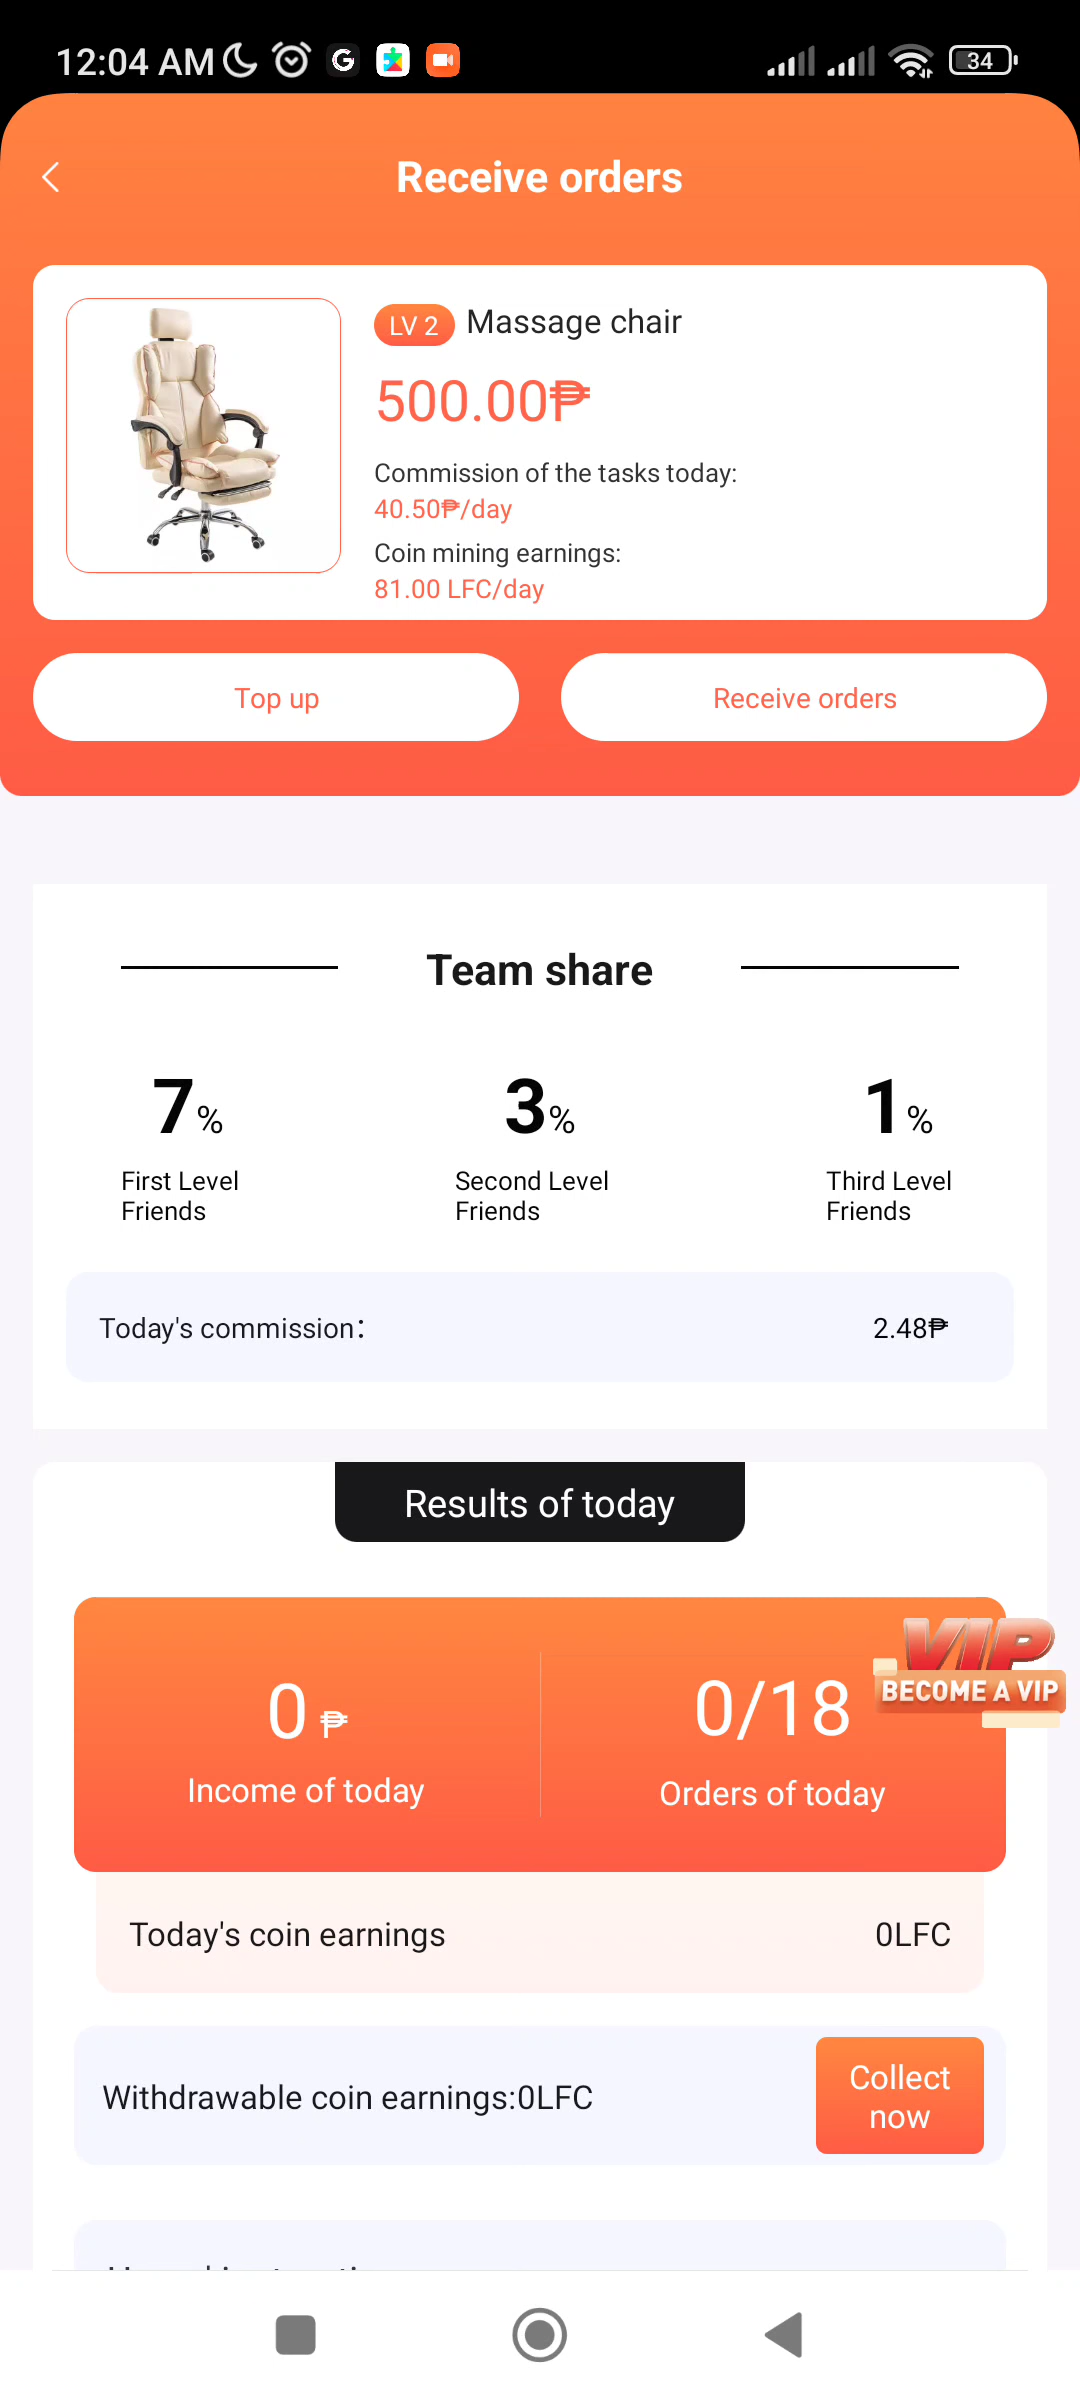 12:04 AM
34
Receive orders
LV 2 Massage chair
500.00₱
Commission of the tasks today:
40.50₱/day
Coin mining earnings:
81.00 LFC/day
Top up
Receive orders
Team share
7%
3%
1%
First Level
Friends
Second Level
Friends
Third Level
Friends
Today's commission：
2.48₱
Results of today
0 ₱
0/18
VIP
BECOME A VIP
Income of today
Orders of today
Today's coin earnings
0LFC
Withdrawable coin earnings:0LFC
Collect
now